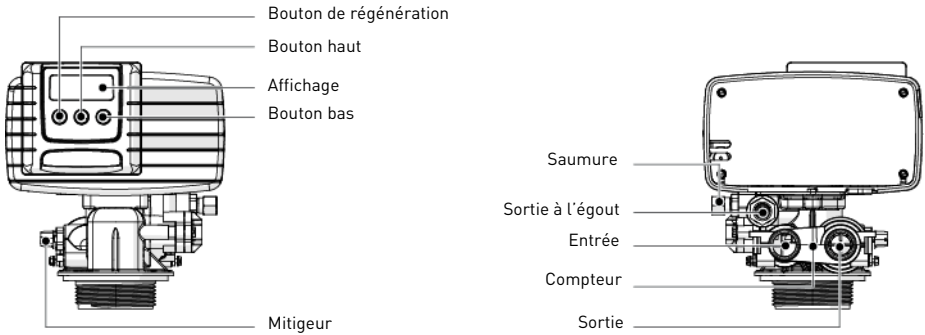 Bouton de régénération
Bouton haut
Affichage
Bouton bas
Mitigeur
Saumure
Sortie à l'égout
Entrée
Compteur
Sortie